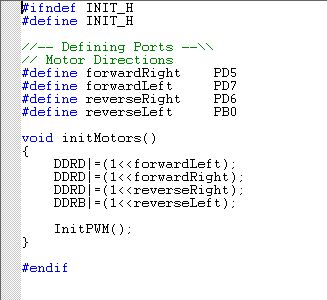 #ifndef INIT_H
#define INIT_H

//-- Defining Ports --\\
// Motor Directions
#define forwardRight    PD5
#define forwardLeft     PD7
#define reverseRight    PD6
#define reverseLeft     PB0

void initMotors()
{
    DDRD|=(1<<forwardLeft);
    DDRD|=(1<<forwardRight);
    DDRD|=(1<<reverseRight);
    DDRB|=(1<<reverseLeft);

    InitPWM();
}

#endif